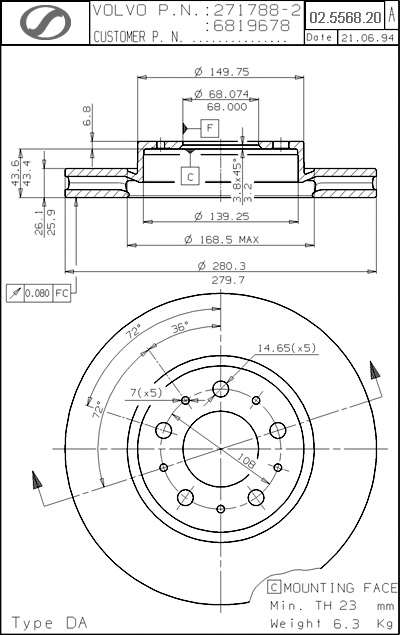 VOLVO P.N.:271788-2
:6819678
CUSTOMER P. N. ...............
02.5568.20
A
Date 21.06.94
Ø 149.75
Ø 68.074
68.000
6.8
F
C
43.6
43.4
3.8x45°
3.2
26.1
25.9
Ø 139.25
Ø 168.5 MAX
Ø 280.3
279.7
0.080 FC
72°
36°
14.65(x5)
7(x5)
72°
108
C MOUNTING FACE
Min. TH 23 mm
Type DA
Weight 6.3 Kg